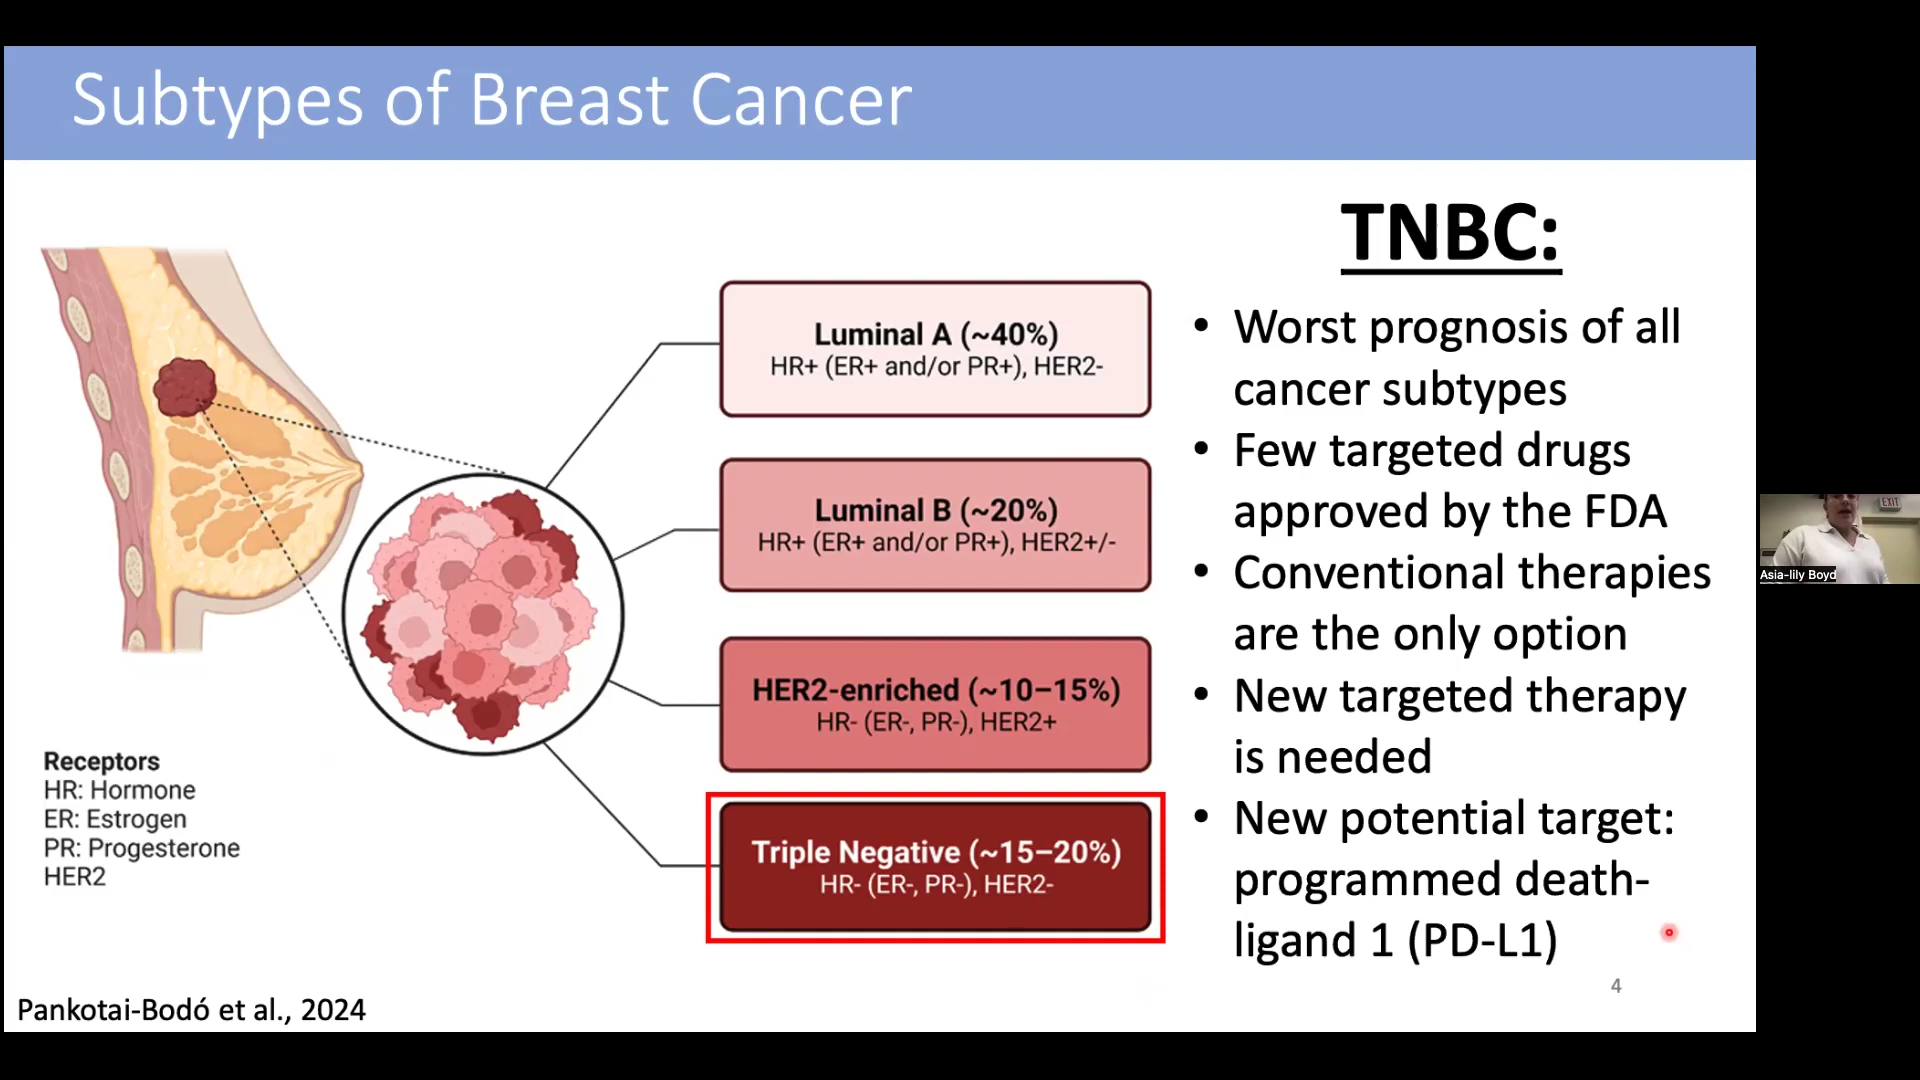 Subtypes of Breast Cancer
Luminal A (~40%)
HR+ (ER+ and/or PR+), HER2-
Luminal B (~20%)
HR+ (ER+ and/or PR+), HER2+/-
HER2-enriched (~10–15%)
HR- (ER-, PR-), HER2+
Triple Negative (~15–20%)
HR- (ER-, PR-), HER2-
Receptors
HR: Hormone
ER: Estrogen
PR: Progesterone
HER2
Pankotai-Bodó et al., 2024
TNBC:
• Worst prognosis of all
cancer subtypes
• Few targeted drugs
approved by the FDA
• Conventional therapies
are the only option
• New targeted therapy
is needed
• New potential target:
programmed death-
ligand 1 (PD-L1)
4
EXIT
Asia-lily Boyd